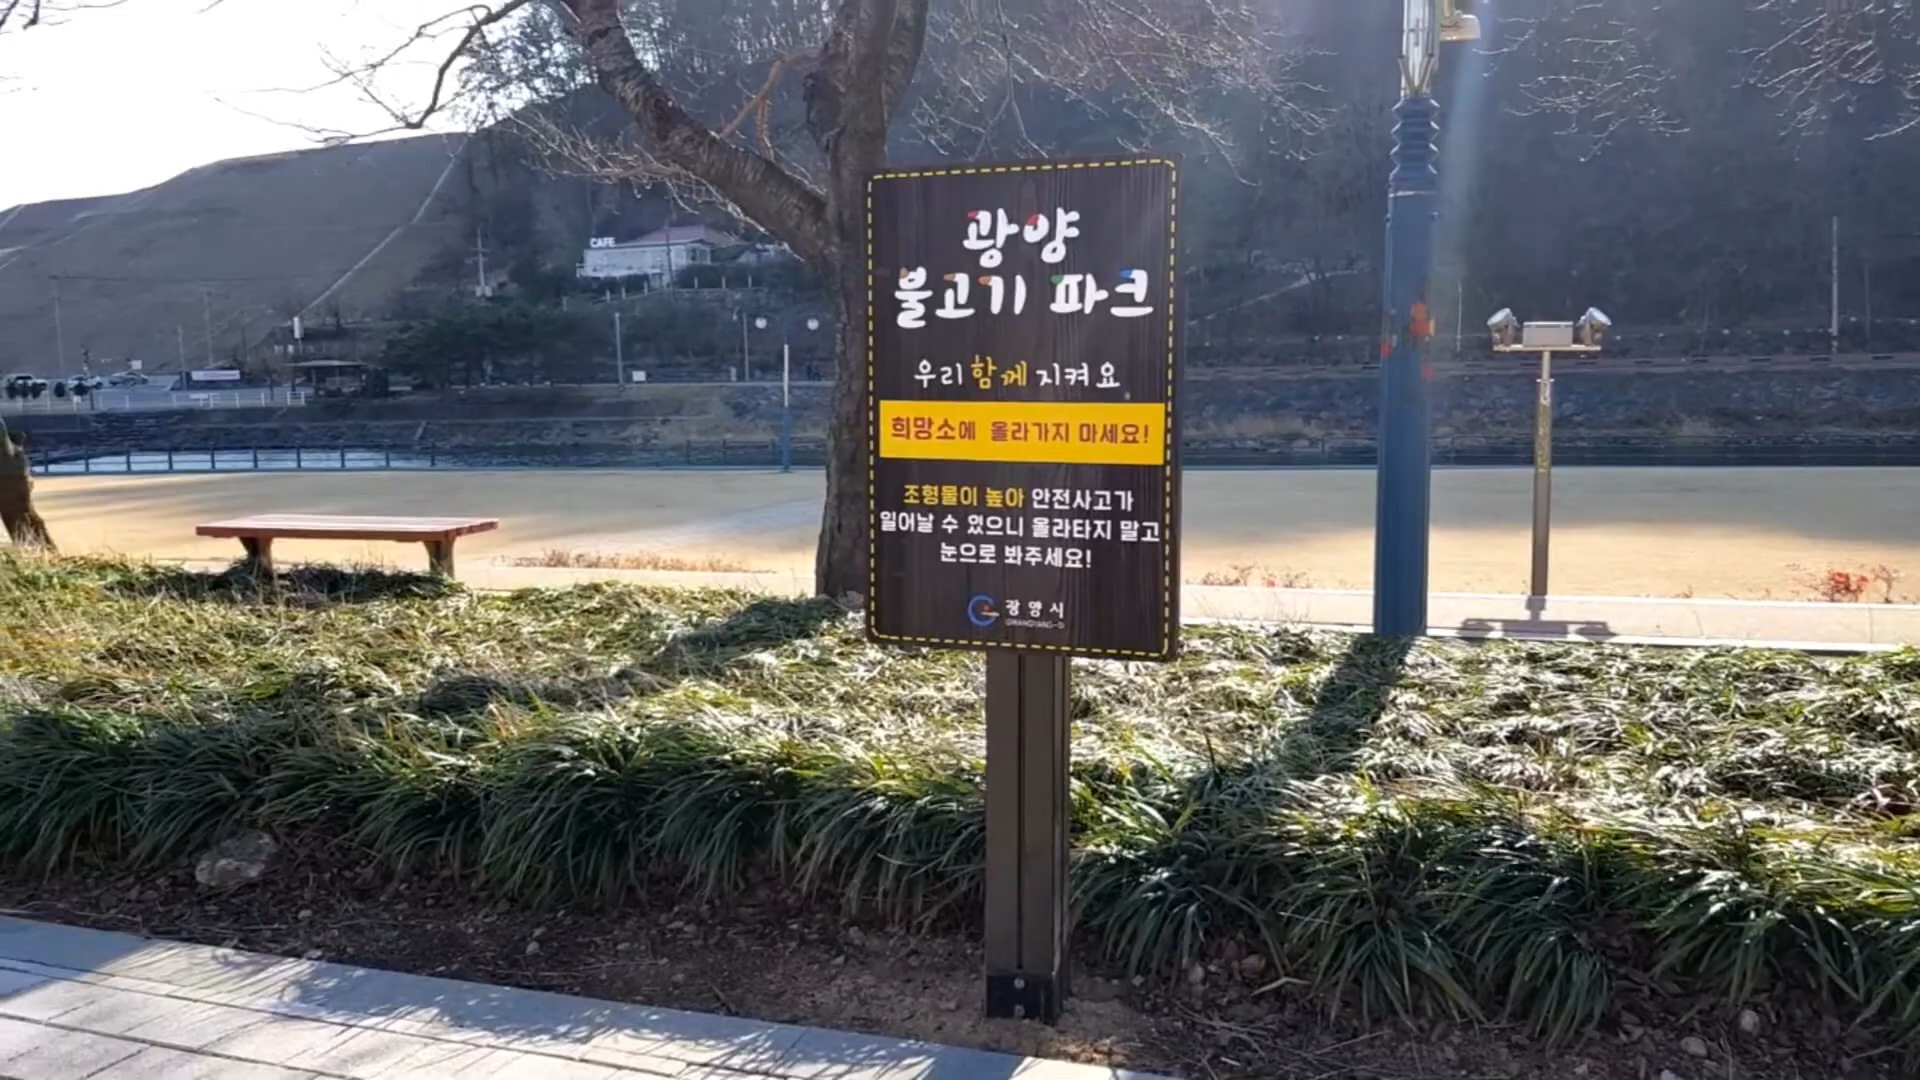 CAFE
광양
불고기 파크
우리 함께 지켜요
희망소에 올라가지 마세요!
조형물이 높아 안전사고가
일어날 수 있으니 올라타지 말고
눈으로 봐주세요!
광양시
GWANGYANG-SI